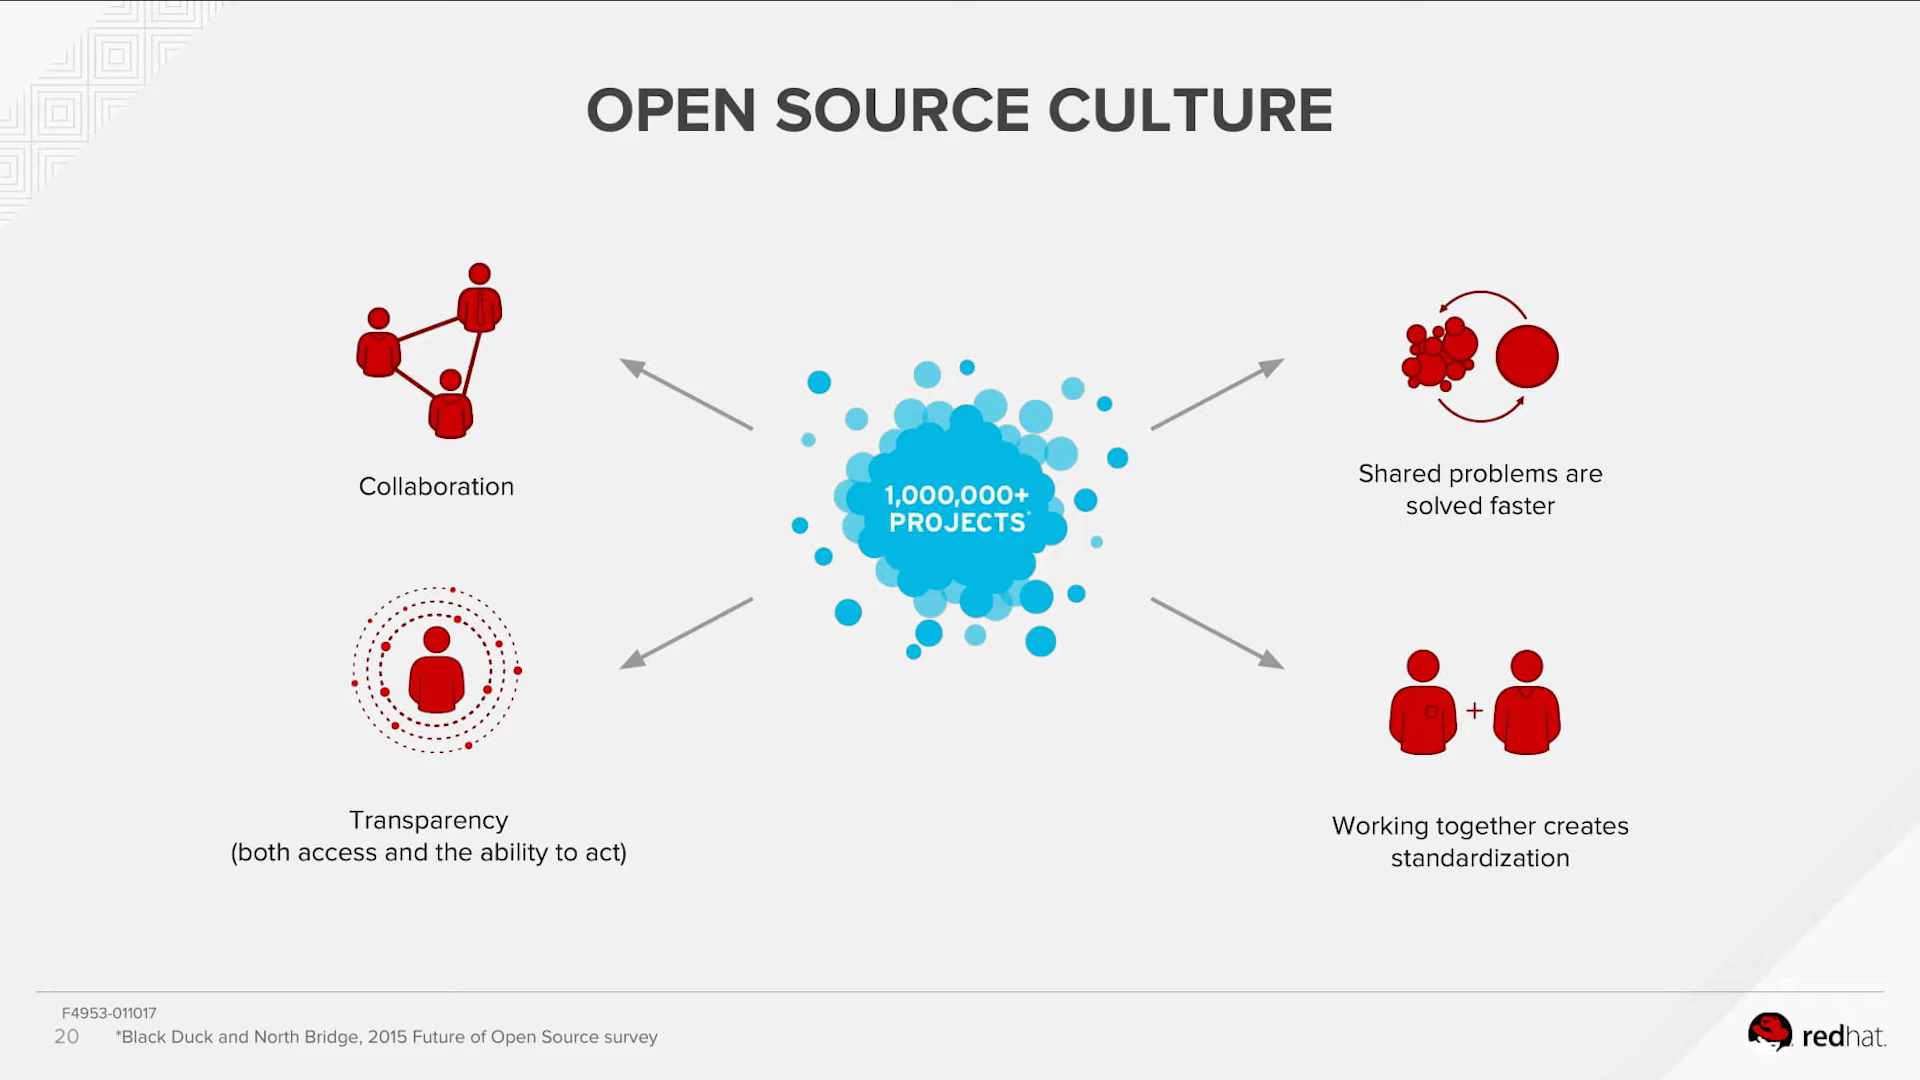 OPEN SOURCE CULTURE
Collaboration
1,000,000+
PROJECTS*
Shared problems are
solved faster
Transparency
(both access and the ability to act)
Working together creates
standardization
F4953-011017
20
*Black Duck and North Bridge, 2015 Future of Open Source survey
redhat.